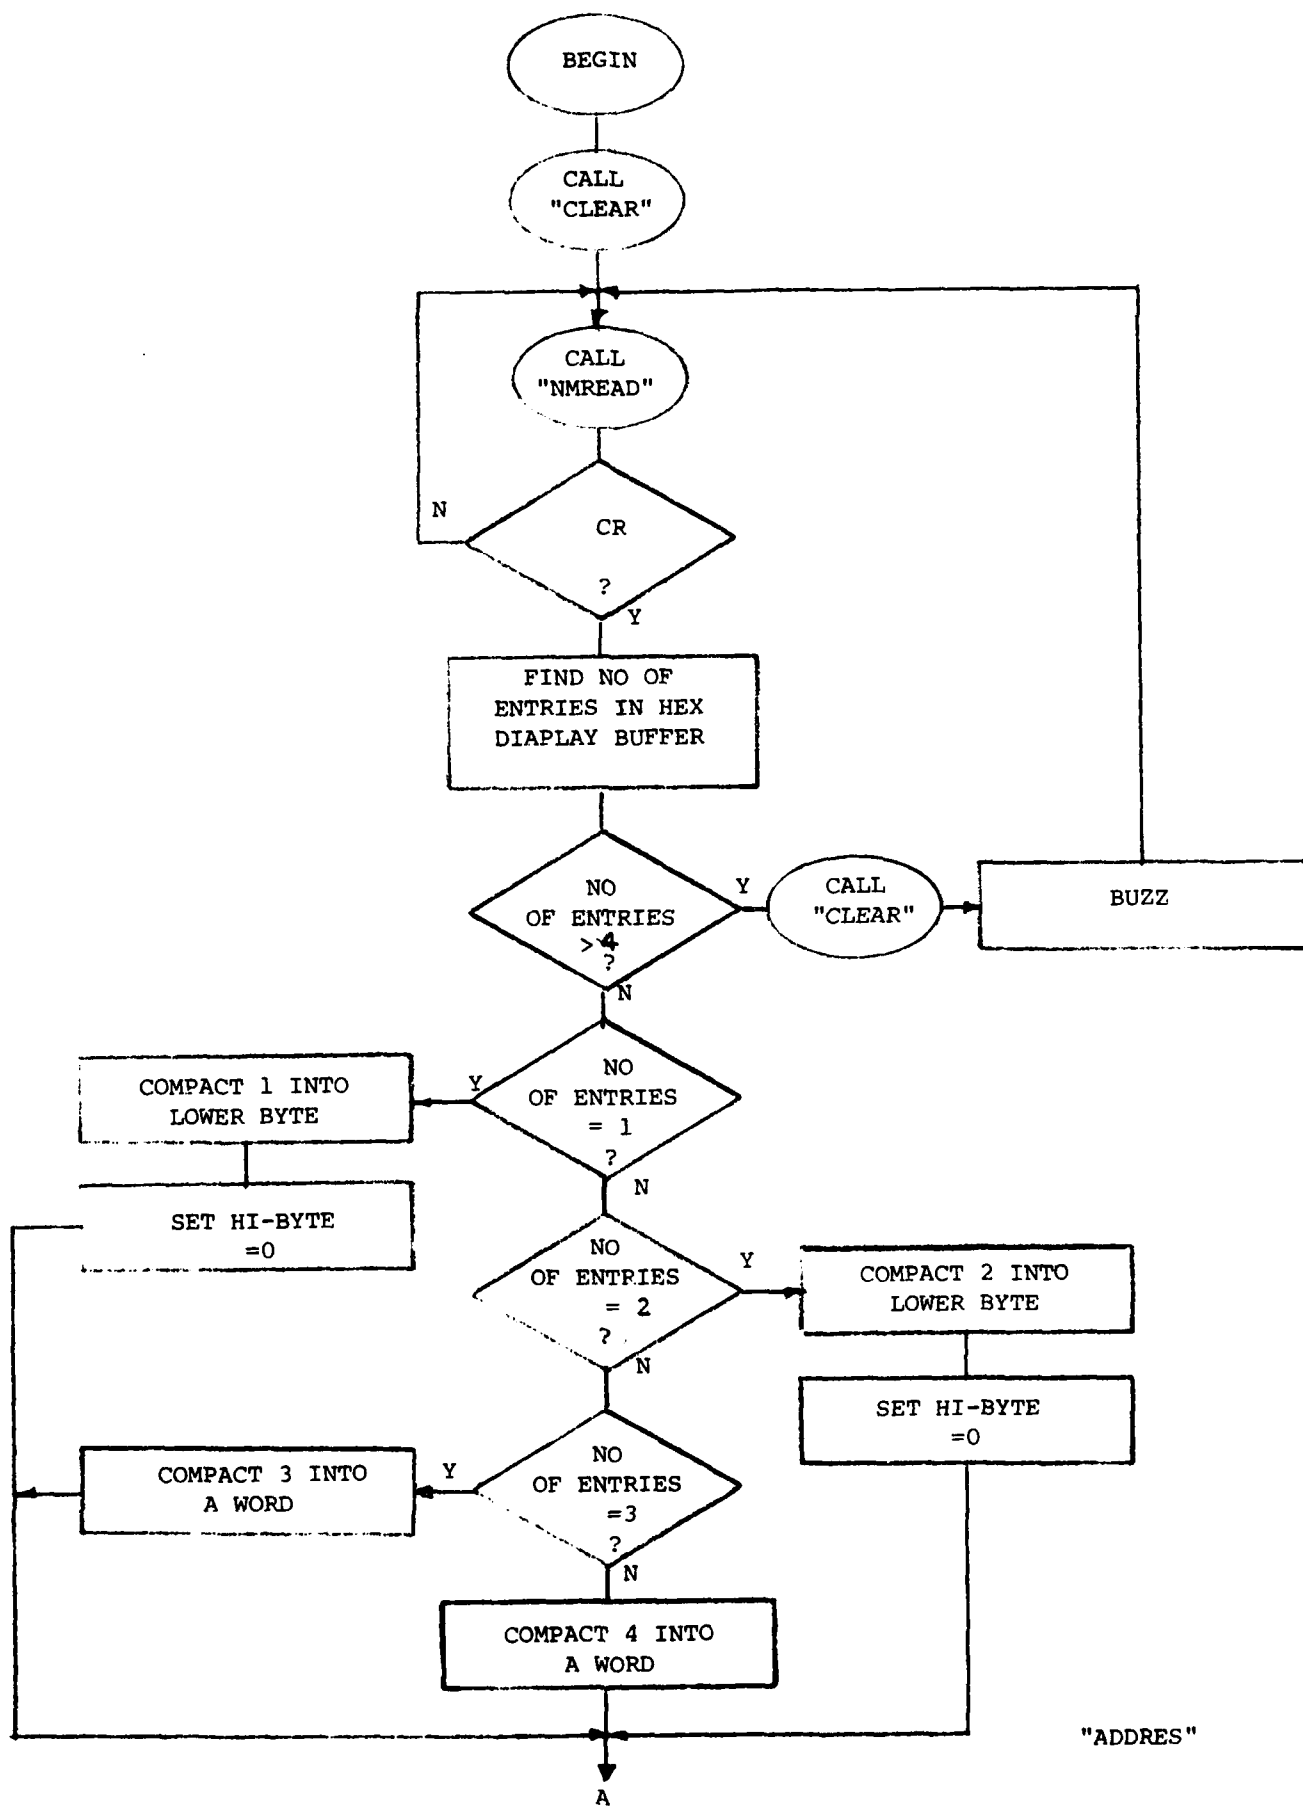 BEGIN
CALL
"CLEAR"
CALL
"NMREAD"
N
CR
?
Y
FIND NO OF
ENTRIES IN HEX
DIAPLAY BUFFER
NO
OF ENTRIES
>4
?
Y
N
CALL
"CLEAR"
BUZZ
NO
OF ENTRIES
= 1
?
Y
N
COMPACT 1 INTO
LOWER BYTE
SET HI-BYTE
=0
NO
OF ENTRIES
= 2
?
Y
N
COMPACT 2 INTO
LOWER BYTE
SET HI-BYTE
=0
NO
OF ENTRIES
=3
?
Y
N
COMPACT 3 INTO
A WORD
COMPACT 4 INTO
A WORD
"ADDRES"
A